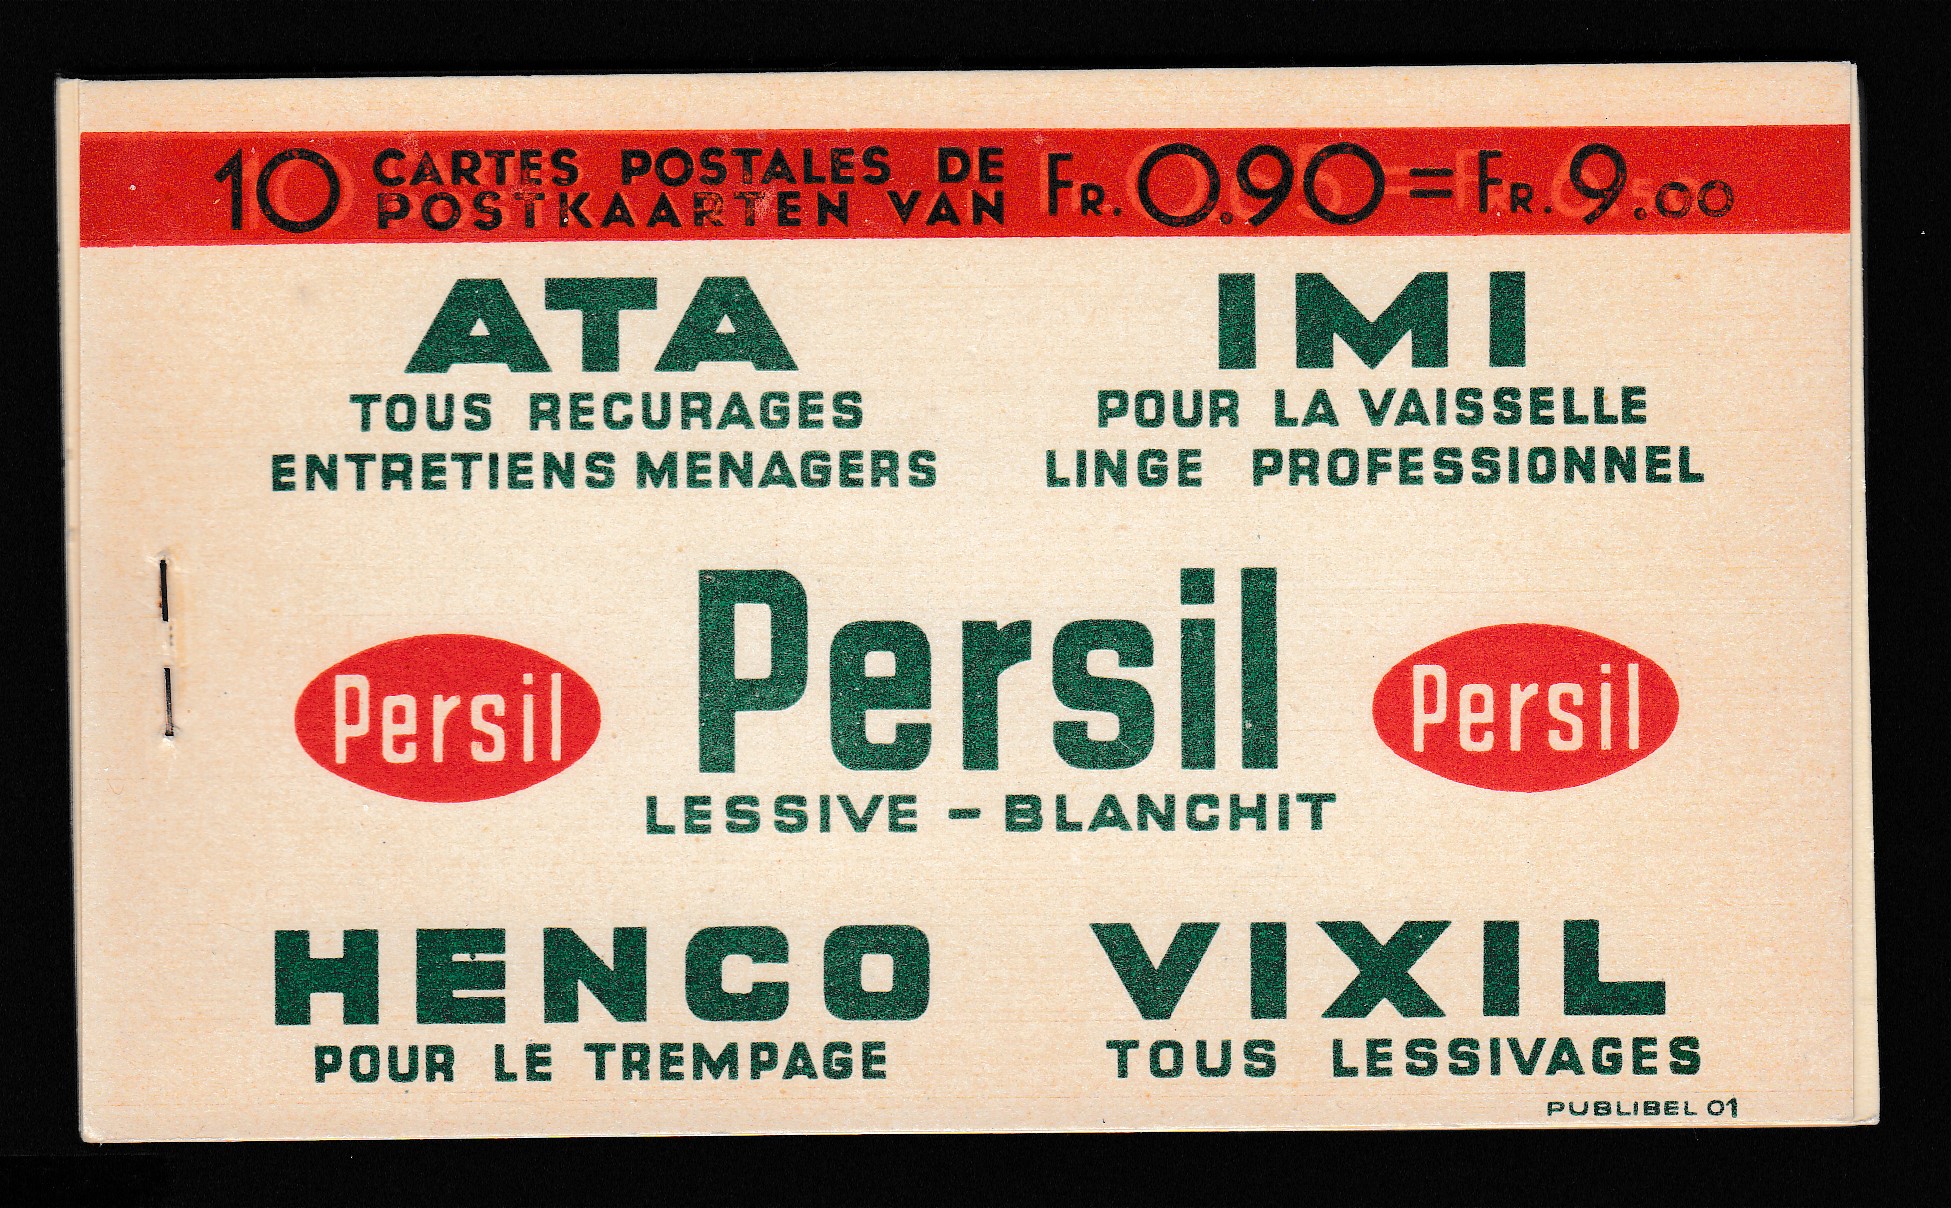 10 CARTES POSTALES DE FR. 0.90 = FR. 9.00
POSTKAARTEN VAN
ATA
TOUS RECURAGES
ENTRETIENS MENAGERS
IMI
POUR LA VAISSELLE
LINGE PROFESSIONNEL
Persil
Persil
Persil
LESSIVE - BLANCHIT
HENCO
POUR LE TREMPAGE
VIXIL
TOUS LESSIVAGES
PUBLIBEL 01